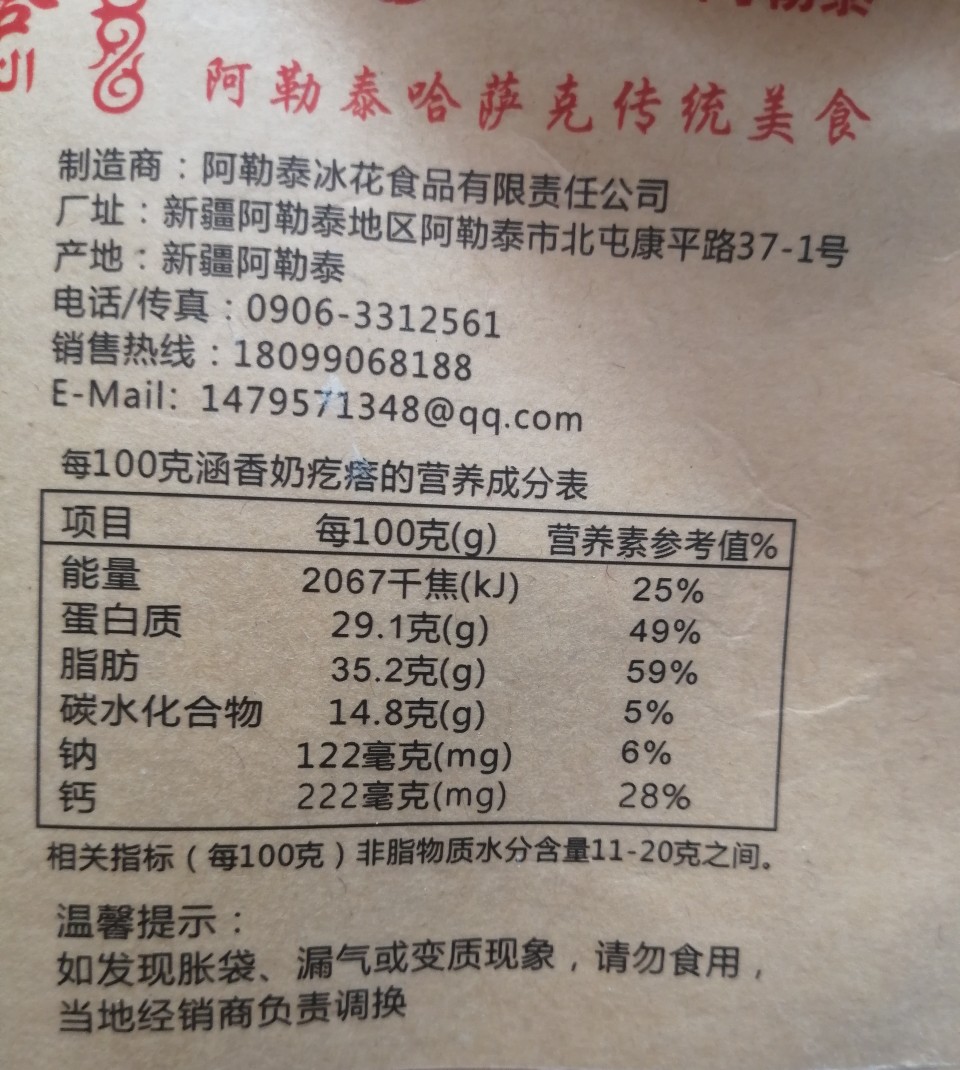 阿勒泰哈萨克传统美食
制造商：阿勒泰冰花食品有限责任公司
厂址：新疆阿勒泰地区阿勒泰市北屯康平路37-1号
产地：新疆阿勒泰
电话/传真：0906-3312561
销售热线：18099068188
E-Mail: 1479571348@qq.com
每100克涵香奶疙瘩的营养成分表
项目 每100克(g) 营养素参考值%
能量 2067千焦(kJ) 25%
蛋白质 29.1克(g) 49%
脂肪 35.2克(g) 59%
碳水化合物 14.8克(g) 5%
钠 122毫克(mg) 6%
钙 222毫克(mg) 28%
相关指标（每100克）非脂物质水分含量11-20克之间。
温馨提示：
如发现胀袋、漏气或变质现象，请勿食用，
当地经销商负责调换